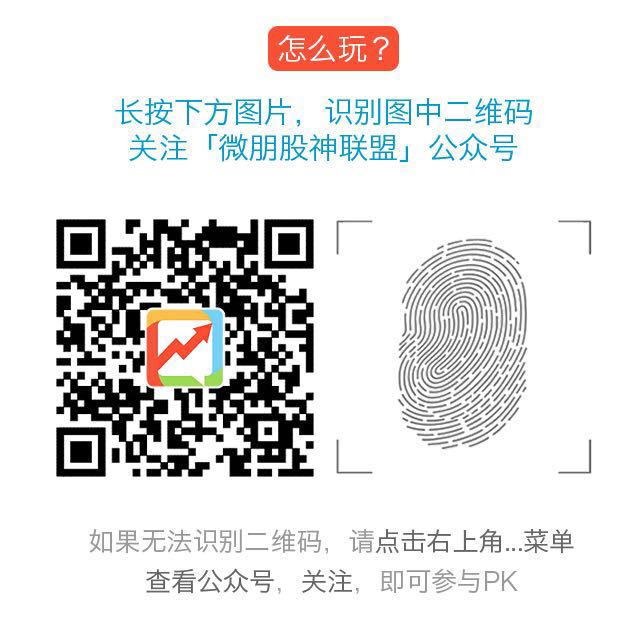 怎么玩？
长按下方图片，识别图中二维码
关注「微朋股神联盟」公众号
如果无法识别二维码，请点击右上角...菜单
查看公众号，关注，即可参与PK